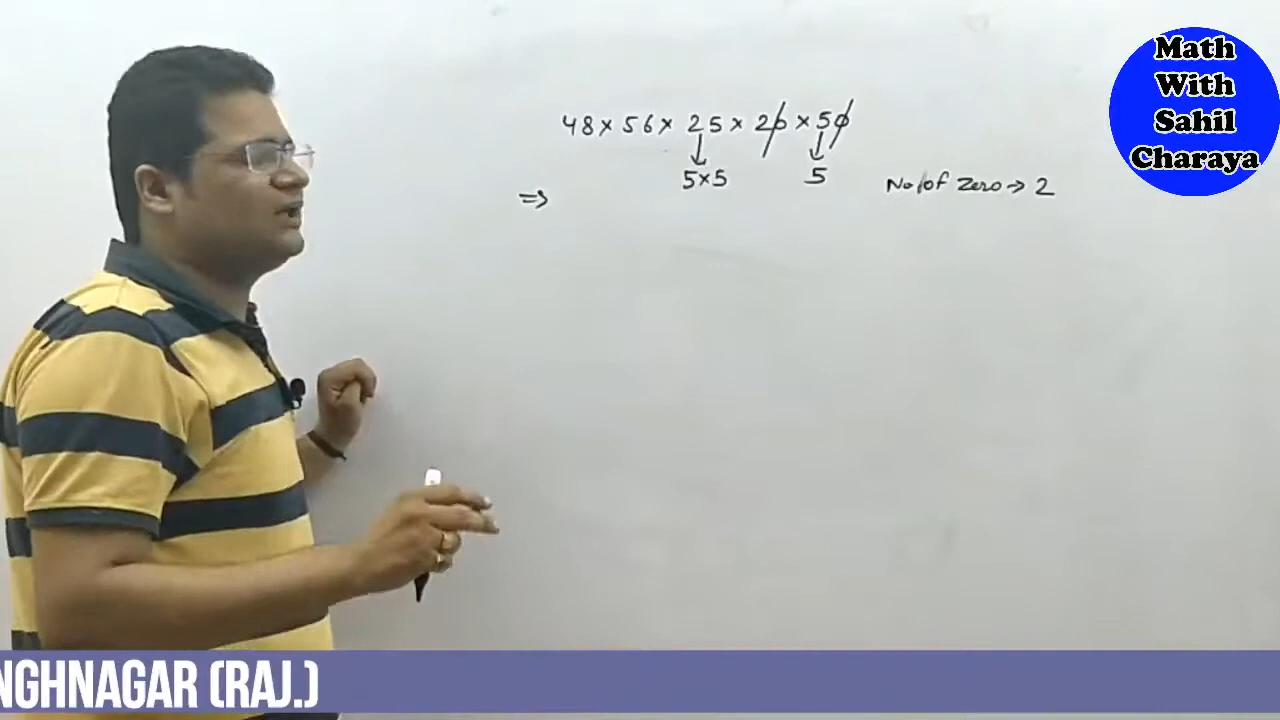 48 × 56 × 25 × 20 × 50
5×5
5
No. of Zero → 2
⇒
Math
With
Sahil
Charaya
NGHNAGAR (RAJ.)